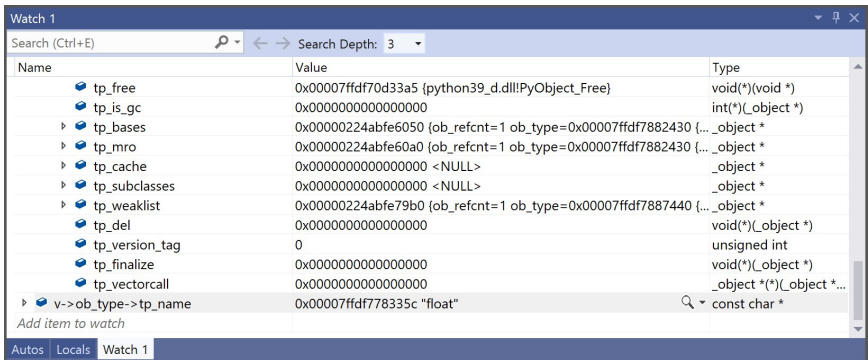 Watch 1
Search (Ctrl+E) Search Depth: 3
Name Value Type
tp_free 0x00007ffdf70d33a5 {python39_d.dll!PyObject_Free} void(*)(void *)
tp_is_gc 0x0000000000000000 int(*)(_object *)
tp_bases 0x00000224abfe6050 {ob_refcnt=1 ob_type=0x00007ffdf7882430 {... _object *
tp_mro 0x00000224abfe60a0 {ob_refcnt=1 ob_type=0x00007ffdf7882430 {... _object *
tp_cache 0x0000000000000000 <NULL> _object *
tp_subclasses 0x0000000000000000 <NULL> _object *
tp_weaklist 0x00000224abfe79b0 {ob_refcnt=1 ob_type=0x00007ffdf7887440 {... _object *
tp_del 0x0000000000000000 void(*)(_object *)
tp_version_tag 0 unsigned int
tp_finalize 0x0000000000000000 void(*)(_object *)
tp_vectorcall 0x0000000000000000 _object *(*)(_object *...
v->ob_type->tp_name 0x00007ffdf778335c "float" const char *
Add item to watch
Autos Locals Watch 1